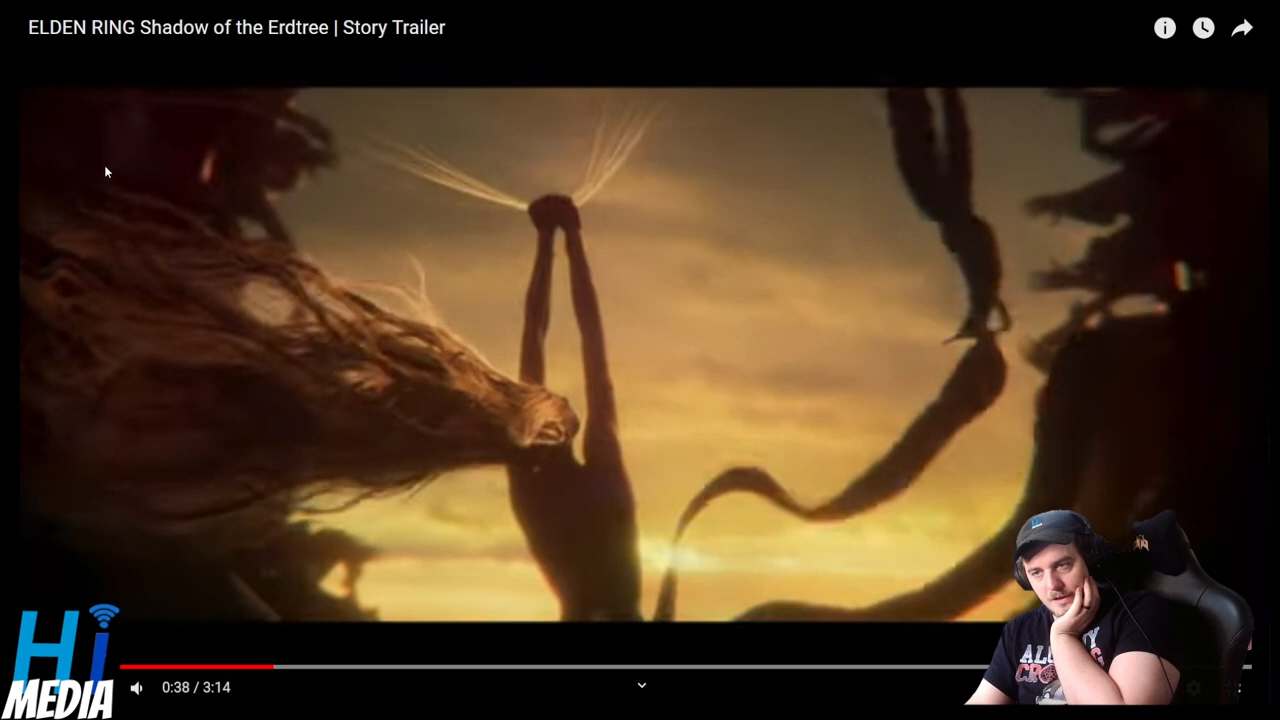 ELDEN RING Shadow of the Erdtree | Story Trailer
Hi
MEDIA
0:38 / 3:14